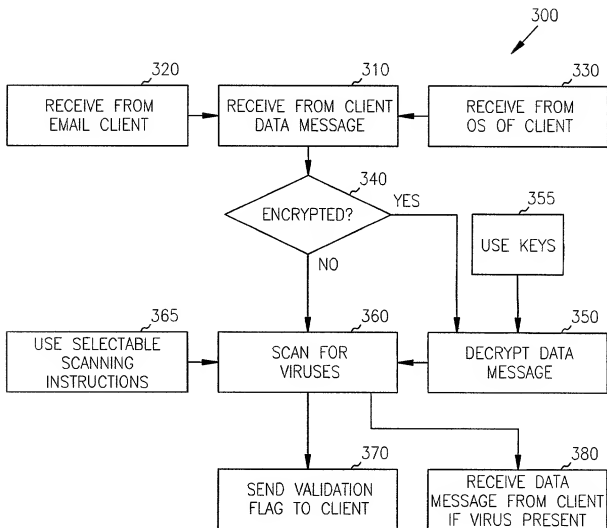 300
320
RECEIVE FROM
EMAIL CLIENT
310
RECEIVE FROM CLIENT
DATA MESSAGE
330
RECEIVE FROM
OS OF CLIENT
340
ENCRYPTED?
YES
NO
355
USE KEYS
365
USE SELECTABLE
SCANNING
INSTRUCTIONS
360
SCAN FOR
VIRUSES
350
DECRYPT DATA
MESSAGE
370
SEND VALIDATION
FLAG TO CLIENT
380
RECEIVE DATA
MESSAGE FROM CLIENT
IF VIRUS PRESENT